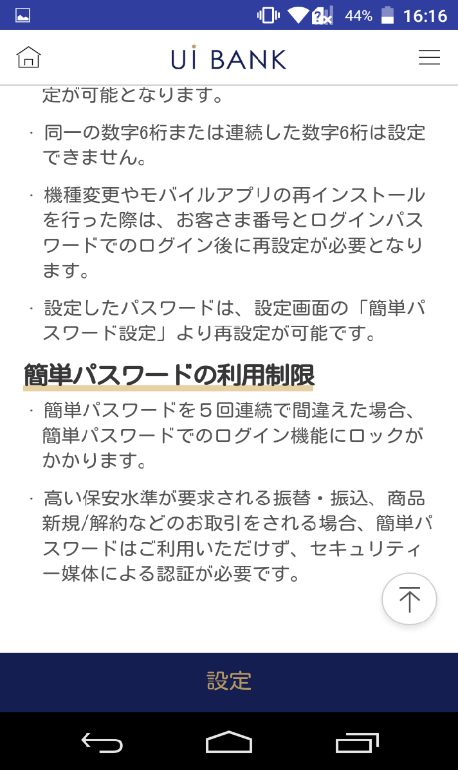 44% 16:16
UI BANK
定が可能となります。
・同一の数字6桁または連続した数字6桁は設定
できません。
・機種変更やモバイルアプリの再インストール
を行った際は、お客さま番号とログインパス
ワードでのログイン後に再設定が必要となり
ます。
・設定したパスワードは、設定画面の「簡単パ
スワード設定」より再設定が可能です。
簡単パスワードの利用制限
・簡単パスワードを５回連続で間違えた場合、
簡単パスワードでのログイン機能にロックが
かかります。
・高い保安水準が要求される振替・振込、商品
新規/解約などのお取引をされる場合、簡単パ
スワードはご利用いただけず、セキュリティ
ー媒体による認証が必要です。
設定